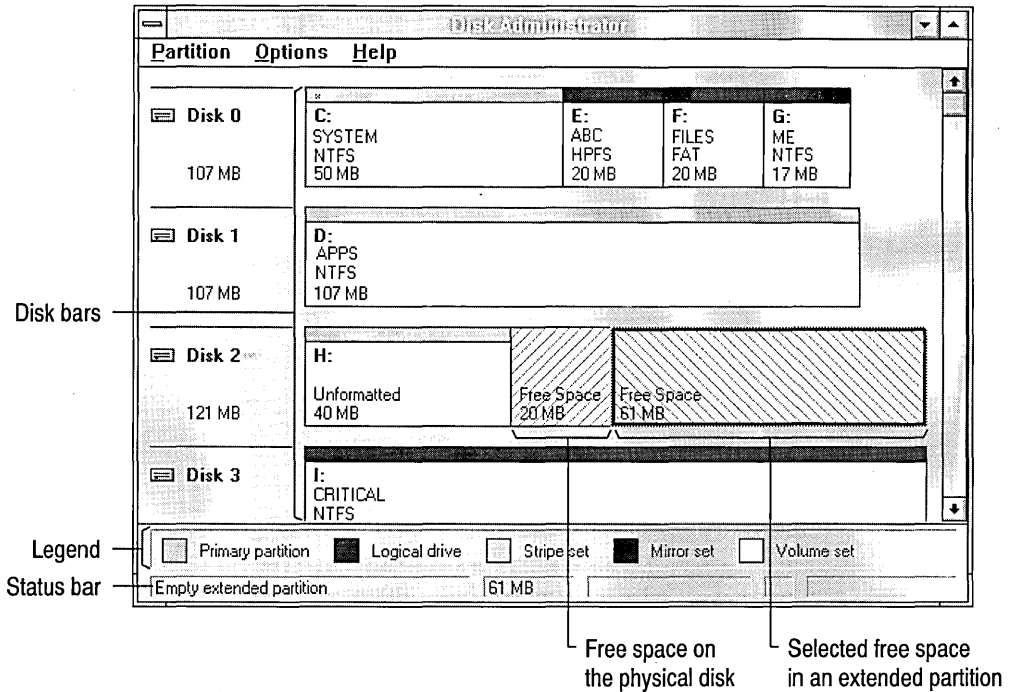 Disk Administrator
Partition Options Help
Disk 0
107 MB
C:
SYSTEM
NTFS
50 MB
E:
ABC
HPFS
20 MB
F:
FILES
FAT
20 MB
G:
ME
NTFS
17 MB
Disk 1
107 MB
D:
APPS
NTFS
107 MB
Disk bars
Disk 2
121 MB
H:
Unformatted
40 MB
Free Space
20 MB
Free Space
61 MB
Disk 3
I:
CRITICAL
NTFS
Legend
Primary partition Logical drive Stripe set Mirror set Volume set
Status bar
Empty extended partition 61 MB
Free space on
the physical disk
Selected free space
in an extended partition